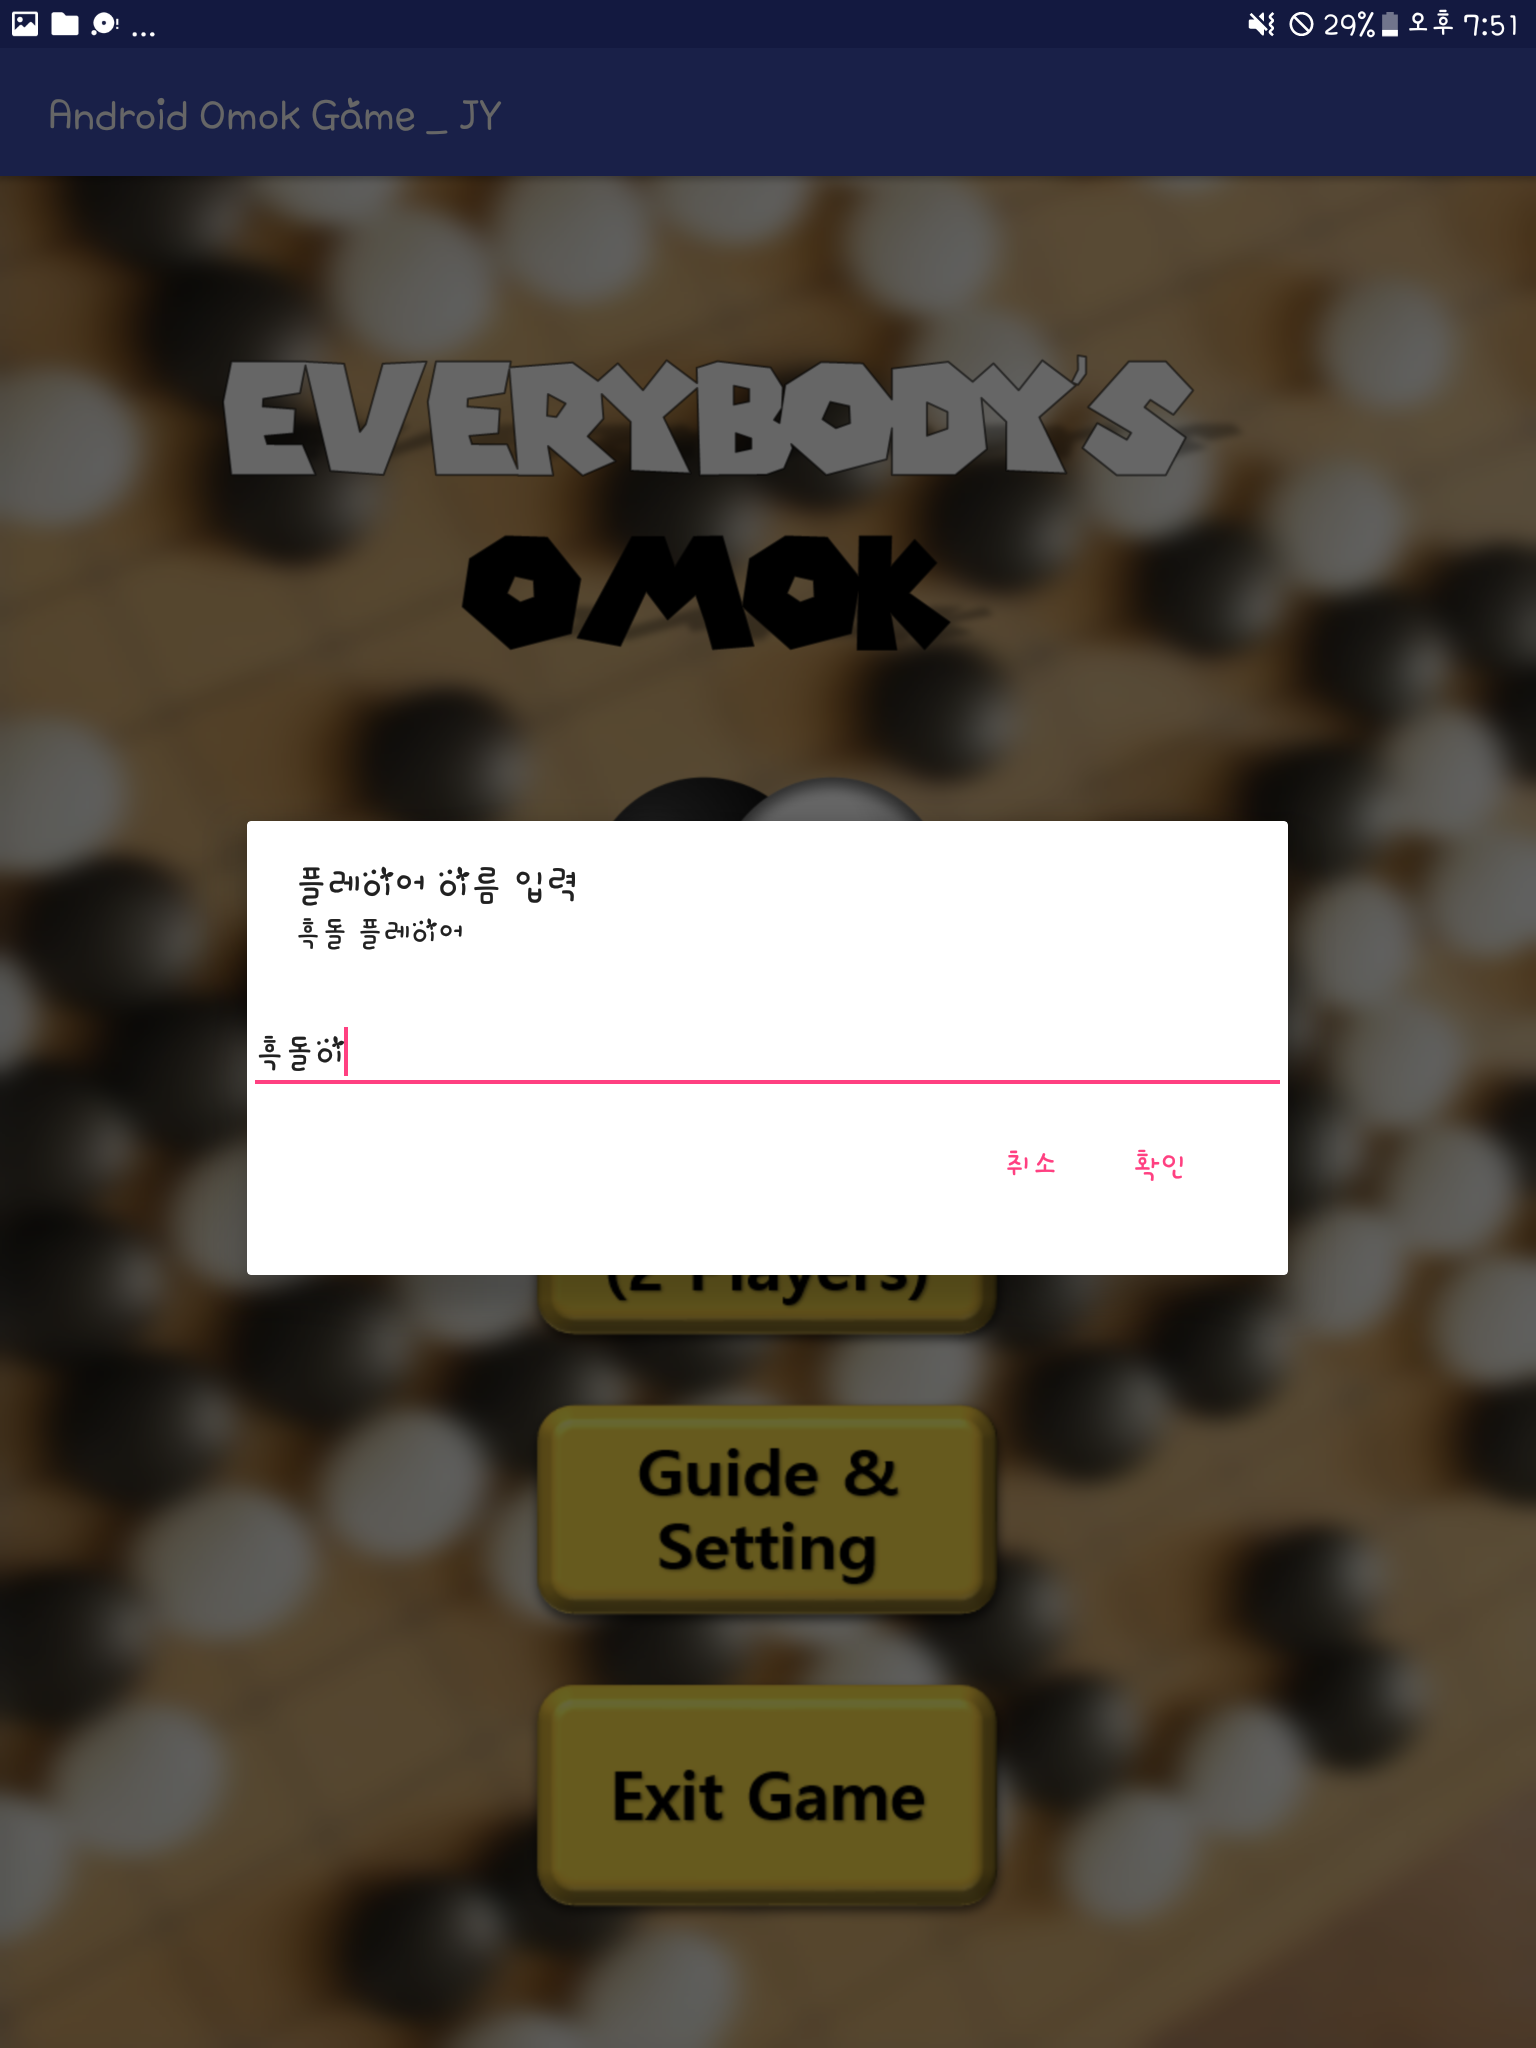 ... 29% 오후 7:51
Android Omok Game _ JY
EVERYBODY'S
OMOK
플레이어 이름 입력
흑돌 플레이어
흑돌이
취소 확인
(2 Players)
Guide &
Setting
Exit Game